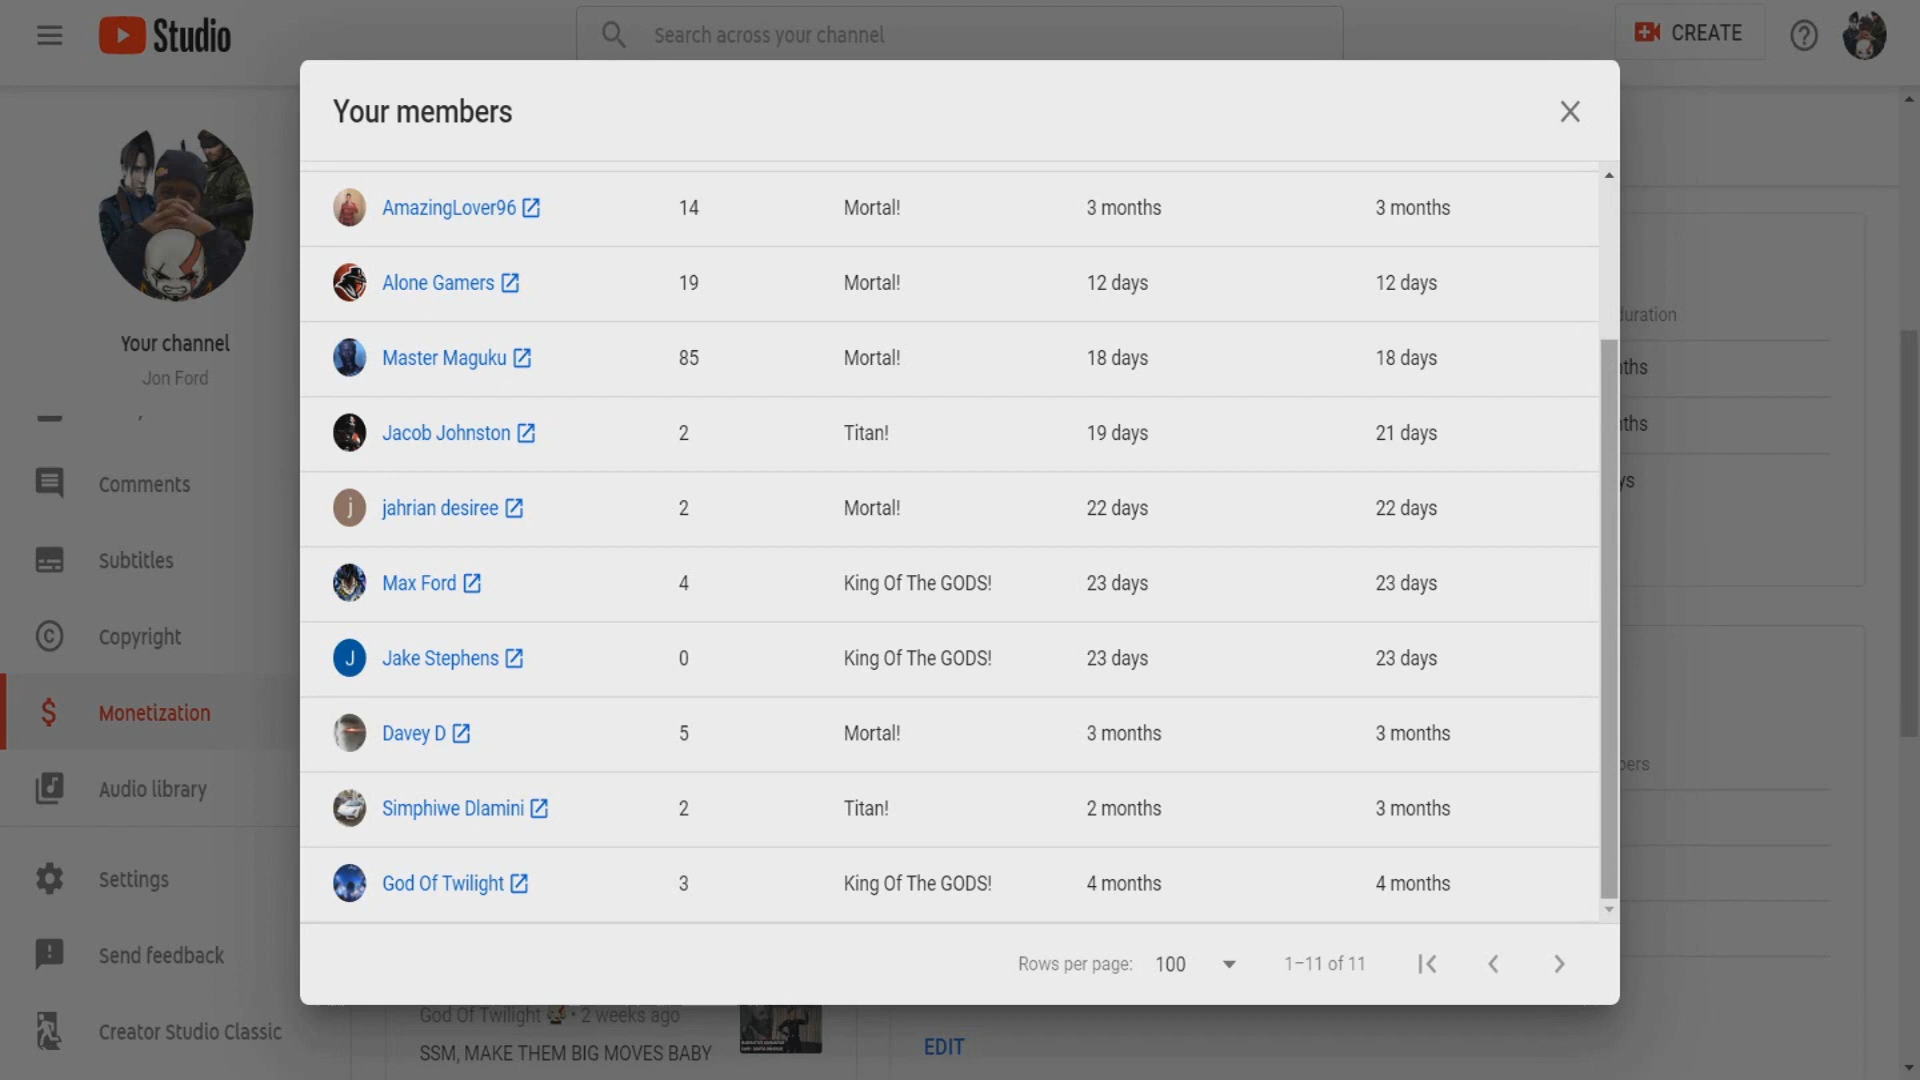 Studio
Search across your channel
CREATE
Your members
Your channel
Jon Ford
Comments
Subtitles
Copyright
Monetization
Audio library
Settings
Send feedback
Creator Studio Classic
AmazingLover96 14 Mortal! 3 months 3 months
Alone Gamers 19 Mortal! 12 days 12 days
Master Maguku 85 Mortal! 18 days 18 days
Jacob Johnston 2 Titan! 19 days 21 days
j jahrian desiree 2 Mortal! 22 days 22 days
Max Ford 4 King Of The GODS! 23 days 23 days
J Jake Stephens 0 King Of The GODS! 23 days 23 days
Davey D 5 Mortal! 3 months 3 months
Simphiwe Dlamini 2 Titan! 2 months 3 months
God Of Twilight 3 King Of The GODS! 4 months 4 months
Rows per page: 100 1–11 of 11
God Of Twilight • 2 weeks ago
SSM, MAKE THEM BIG MOVES BABY
EDIT